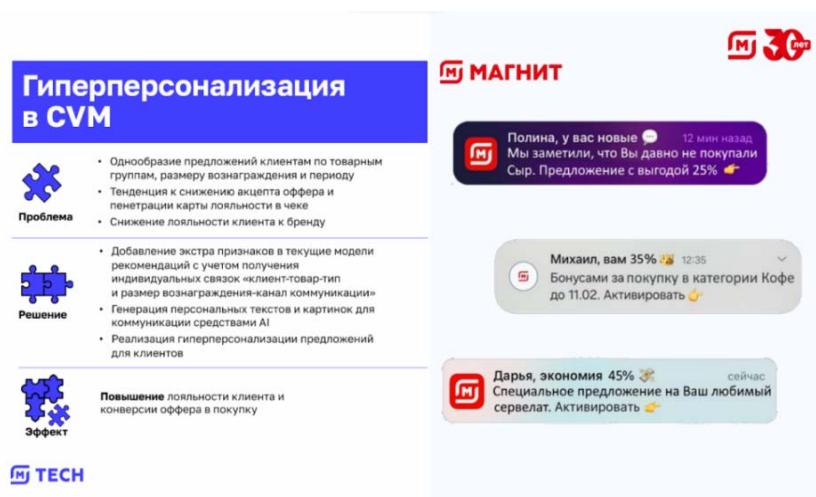 Гиперперсонализация
в CVM
Проблема
• Однообразие предложений клиентам по товарным
группам, размеру вознаграждения и периоду
• Тенденция к снижению акцепта оффера и
пенетрации карты лояльности в чеке
• Снижение лояльности клиента к бренду
Решение
• Добавление экстра признаков в текущие модели
рекомендаций с учетом получения
индивидуальных связок «клиент-товар-тип
и размер вознаграждения-канал коммуникации»
• Генерация персональных текстов и картинок для
коммуникации средствами AI
• Реализация гиперперсонализации предложений
для клиентов
Эффект
Повышение лояльности клиента и
конверсии оффера в покупку
М TECH
М 30 лет
М МАГНИТ
Полина, у вас новые 💬 12 мин назад
Мы заметили, что Вы давно не покупали
Сыр. Предложение с выгодой 25% 👉
Михаил, вам 35% 12:35
Бонусами за покупку в категории Кофе
до 11.02. Активировать 👉
Дарья, экономия 45% 💸 сейчас
Специальное предложение на Ваш любимый
сервелат. Активировать 👉